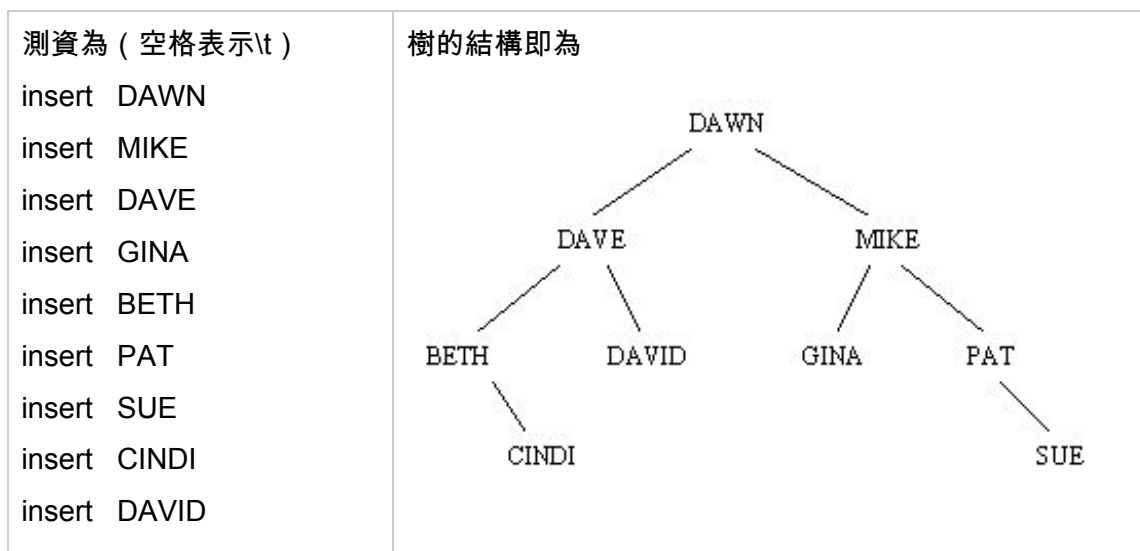 測資為（空格表示\t）
insert DAWN
insert MIKE
insert DAVE
insert GINA
insert BETH
insert PAT
insert SUE
insert CINDI
insert DAVID
樹的結構即為
DAWN
DAVE MIKE
BETH DAVID GINA PAT
CINDI SUE